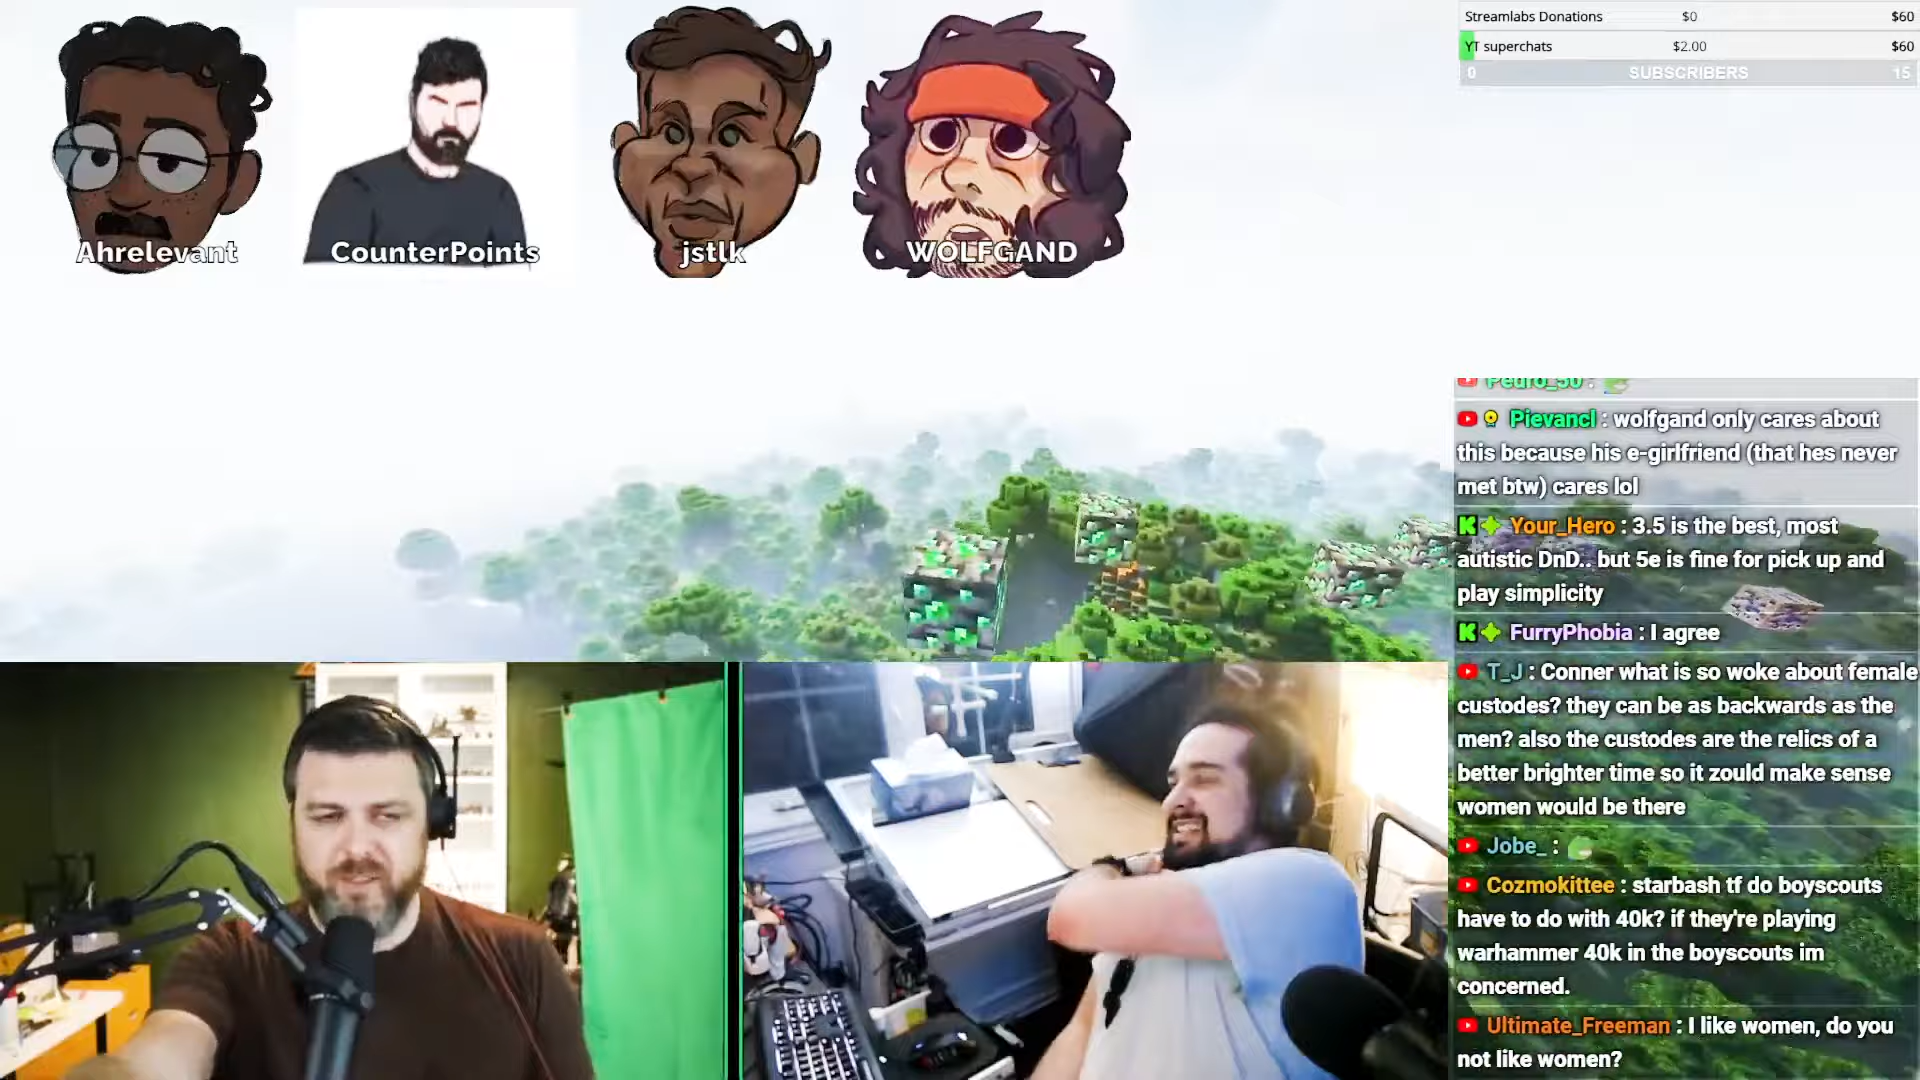 Ahrelevant
CounterPoints
jstlk
WOLFGAND
Streamlabs Donations $0 $60
YT superchats $2.00 $60
0 SUBSCRIBERS 15
Pedro_50 :
Pievancl : wolfgand only cares about
this because his e-girlfriend (that hes never
met btw) cares lol
Your_Hero : 3.5 is the best, most
autistic DnD.. but 5e is fine for pick up and
play simplicity
FurryPhobia : I agree
T_J : Conner what is so woke about female
custodes? they can be as backwards as the
men? also the custodes are the relics of a
better brighter time so it zould make sense
women would be there
Jobe_ :
Cozmokittee : starbash tf do boyscouts
have to do with 40k? if they're playing
warhammer 40k in the boyscouts im
concerned.
Ultimate_Freeman : I like women, do you
not like women?